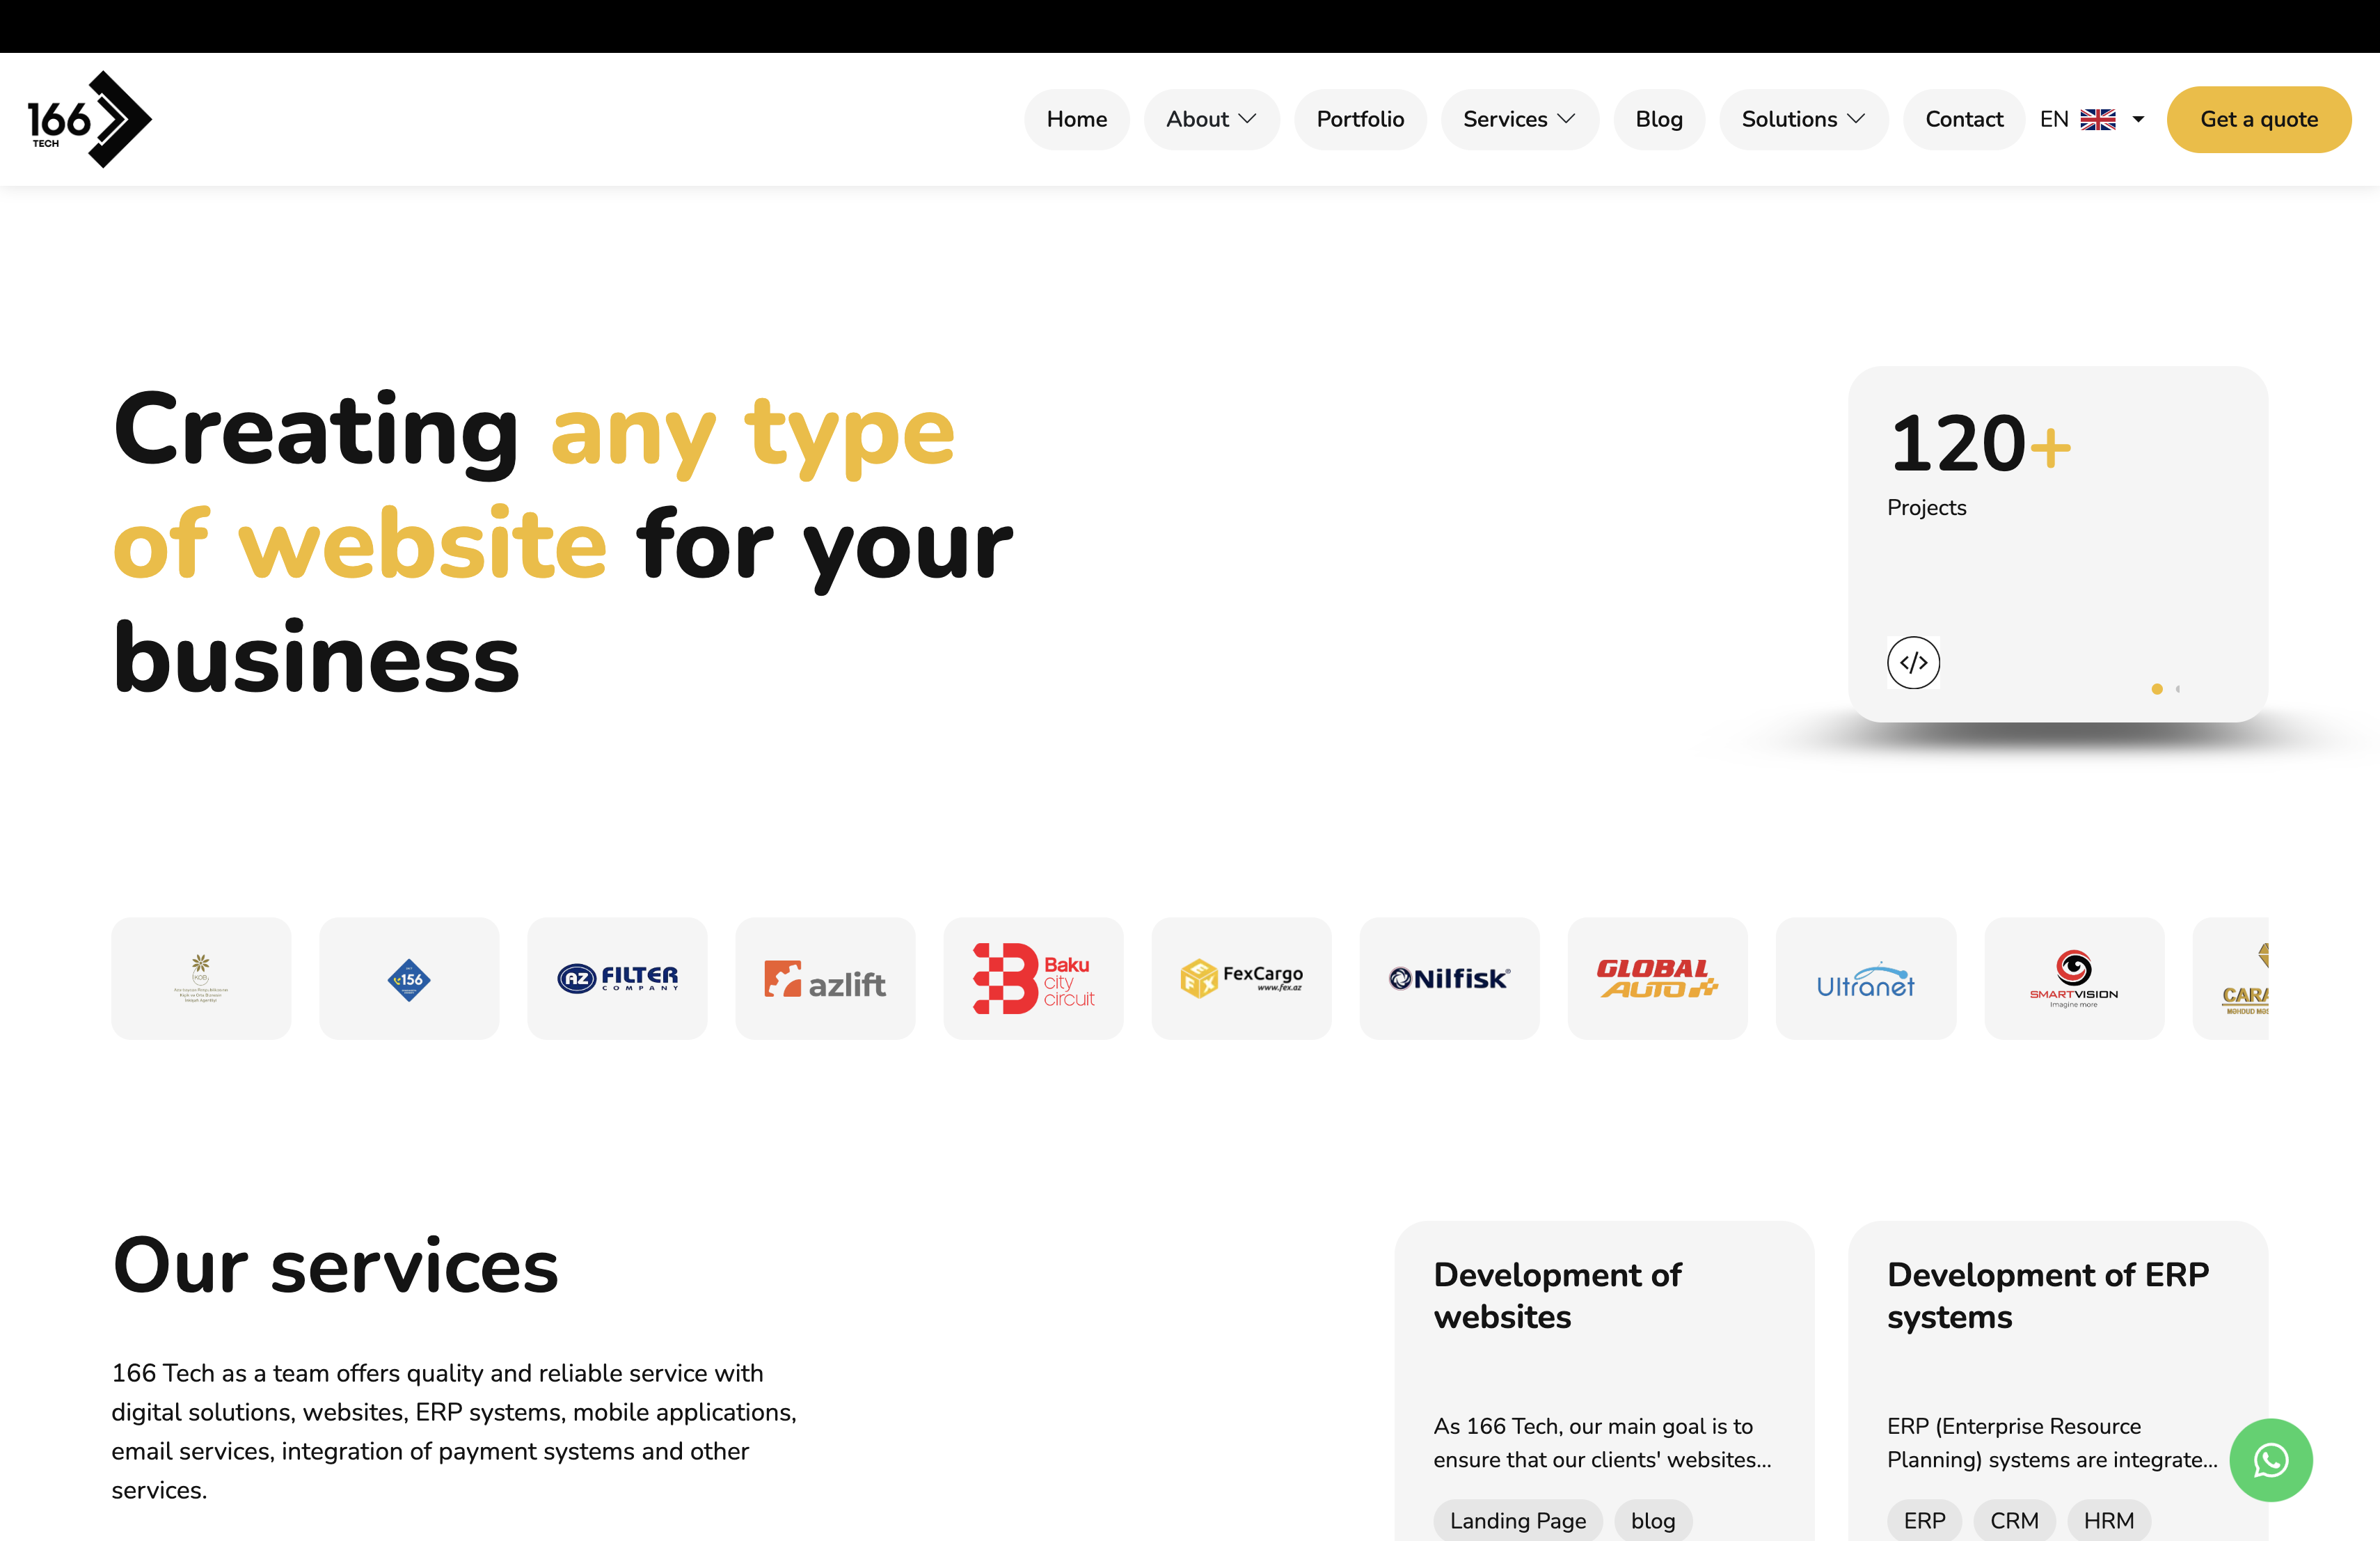 166
TECH
Home About Portfolio Services Blog Solutions Contact EN Get a quote
Creating any type
of website for your
business
120+
Projects
</>
KOBİ
156
AZ FILTER
COMPANY
azlift
Baku
city
circuit
FexCargo
www.fex.az
Nilfisk
GLOBAL
AUTO
Ultranet
SMARTVISION
Imagine more
Our services
166 Tech as a team offers quality and reliable service with
digital solutions, websites, ERP systems, mobile applications,
email services, integration of payment systems and other
services.
Development of
websites
As 166 Tech, our main goal is to
ensure that our clients' websites...
Landing Page blog
Development of ERP
systems
ERP (Enterprise Resource
Planning) systems are integrate...
ERP CRM HRM